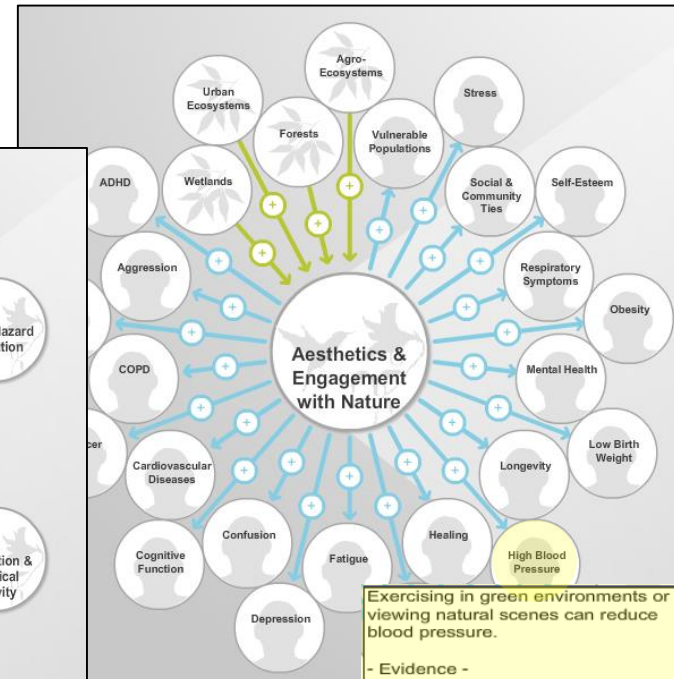 Agro-
Ecosystems
Urban
Ecosystems
Stress
Forests
Vulnerable
Populations
ADHD
Wetlands
Social &
Community
Ties
Self-Esteem
Aggression
Respiratory
Symptoms
Obesity
Aesthetics &
Engagement
with Nature
COPD
Mental Health
Low Birth
Weight
Cardiovascular
Diseases
Longevity
Cognitive
Function
Confusion
Fatigue
Healing
High Blood
Pressure
Depression
Exercising in green environments or
viewing natural scenes can reduce
blood pressure.
- Evidence -